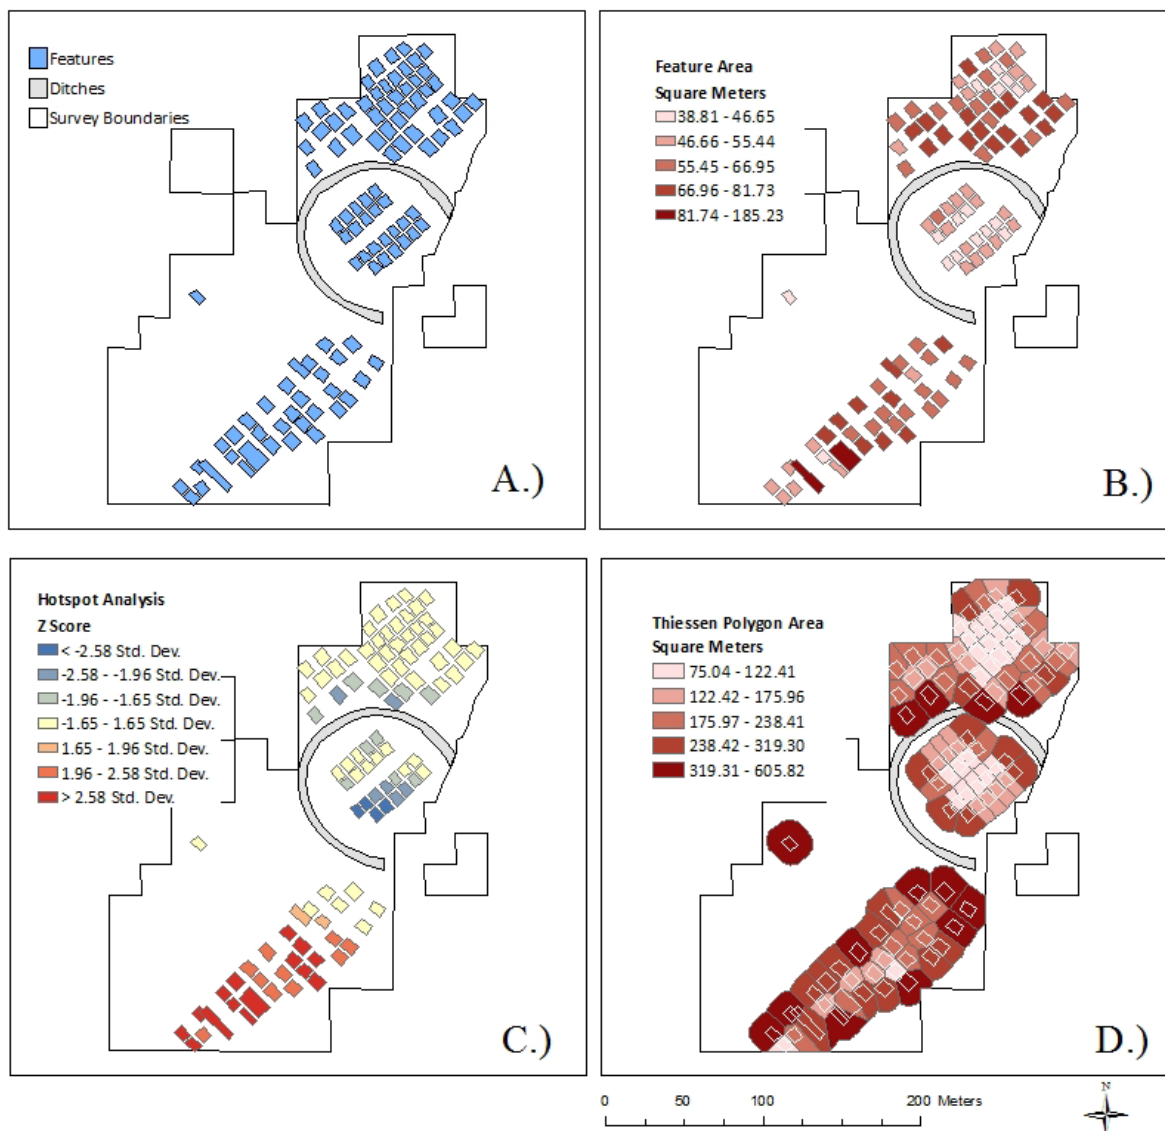 Features
Ditches
Survey Boundaries
A.)
Feature Area
Square Meters
38.81 - 46.65
46.66 - 55.44
55.45 - 66.95
66.96 - 81.73
81.74 - 185.23
B.)
Hotspot Analysis
Z Score
< -2.58 Std. Dev.
-2.58 - -1.96 Std. Dev.
-1.96 - -1.65 Std. Dev.
-1.65 - 1.65 Std. Dev.
1.65 - 1.96 Std. Dev.
1.96 - 2.58 Std. Dev.
> 2.58 Std. Dev.
C.)
Thiessen Polygon Area
Square Meters
75.04 - 122.41
122.42 - 175.96
175.97 - 238.41
238.42 - 319.30
319.31 - 605.82
D.)
0 50 100 200 Meters
N